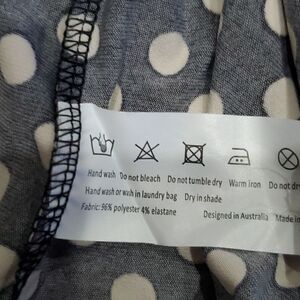 Hand wash Do not bleach Do not tumble dry Warm iron Do not dr
Hand wash or wash in laundry bag Dry in shade
Fabric: 96% polyester 4% elastane Designed in Australia Made in